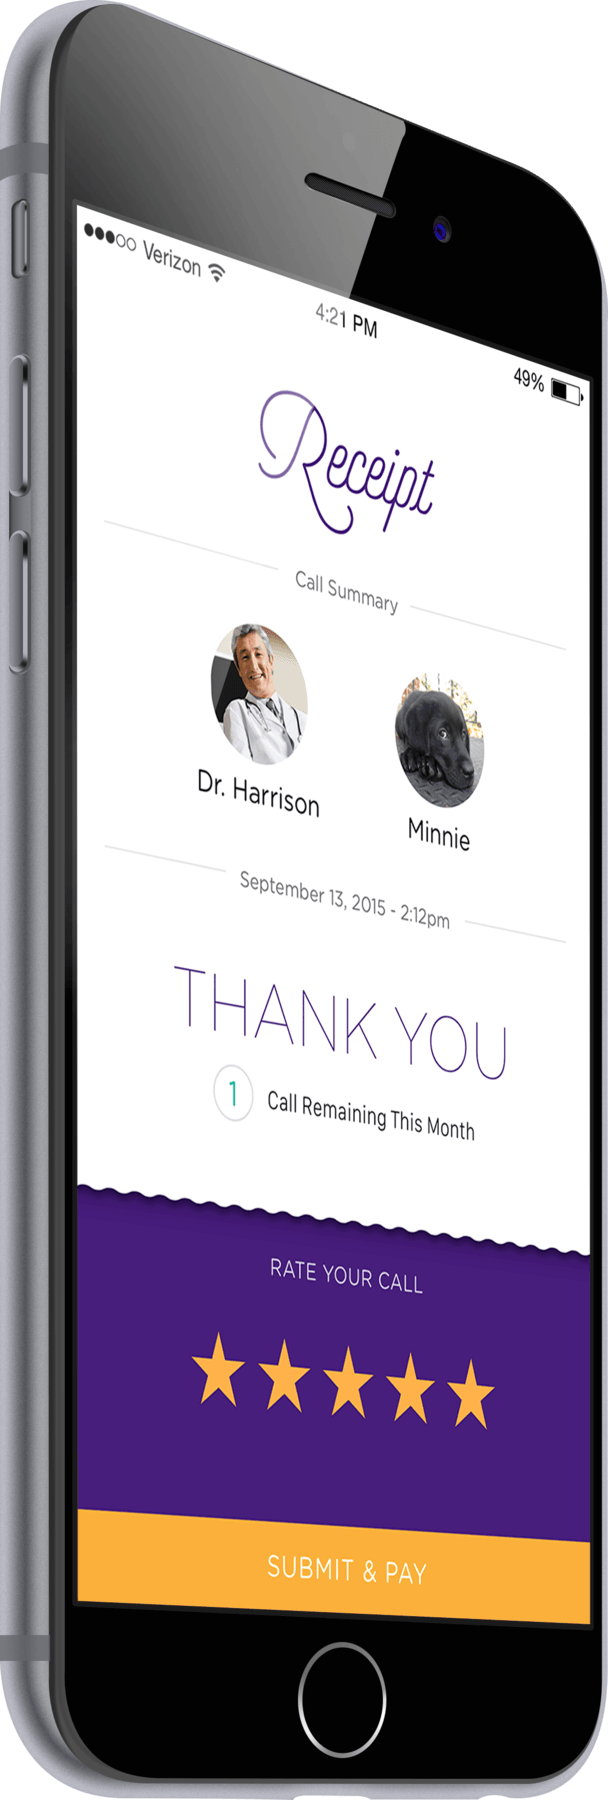 Verizon
4:21 PM
49%
Receipt
Call Summary
Dr. Harrison
Minnie
September 13, 2015 - 2:12pm
THANK YOU
1 Call Remaining This Month
RATE YOUR CALL
SUBMIT & PAY